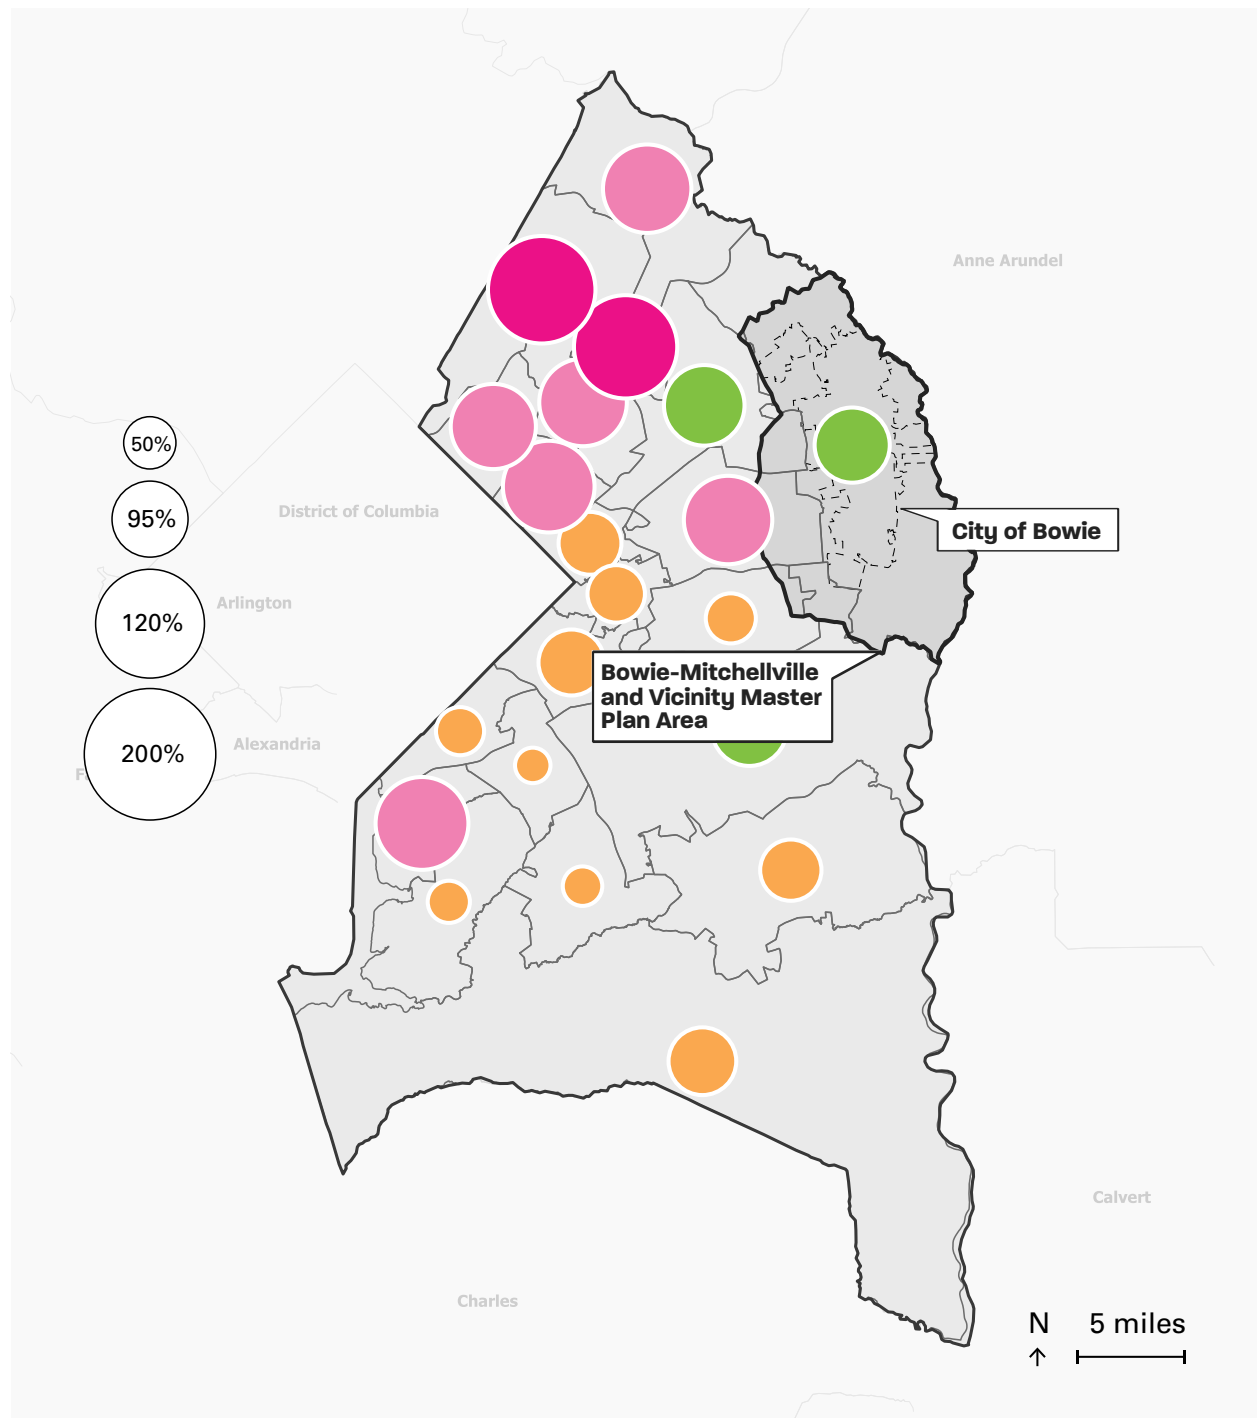 Anne Arundel
50%
95%
District of Columbia
City of Bowie
Arlington
120%
Bowie-Mitchellville
and Vicinity Master
Plan Area
Alexandria
200%
Calvert
Charles
N
5 miles